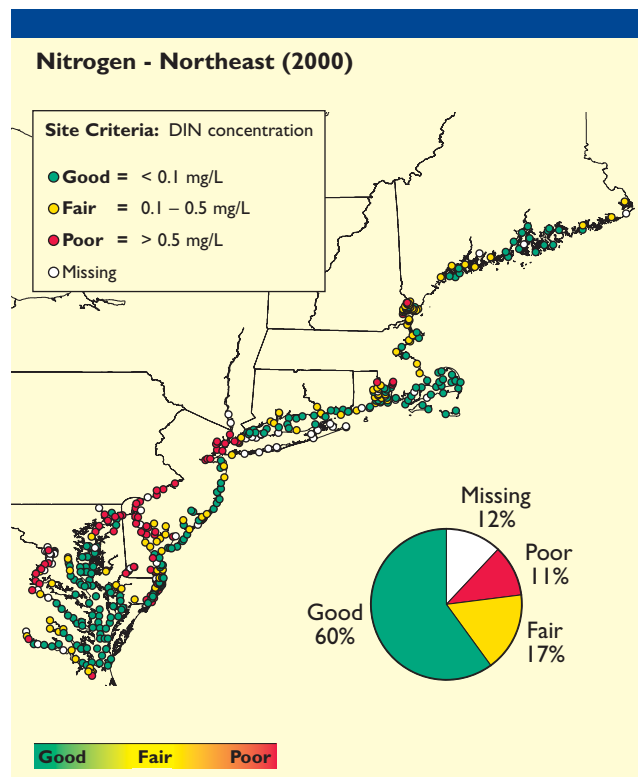 Nitrogen - Northeast (2000)
Site Criteria: DIN concentration
Good = < 0.1 mg/L
Fair = 0.1 – 0.5 mg/L
Poor = > 0.5 mg/L
Missing
Missing
12%
Poor
11%
Good
60%
Fair
17%
Good Fair Poor